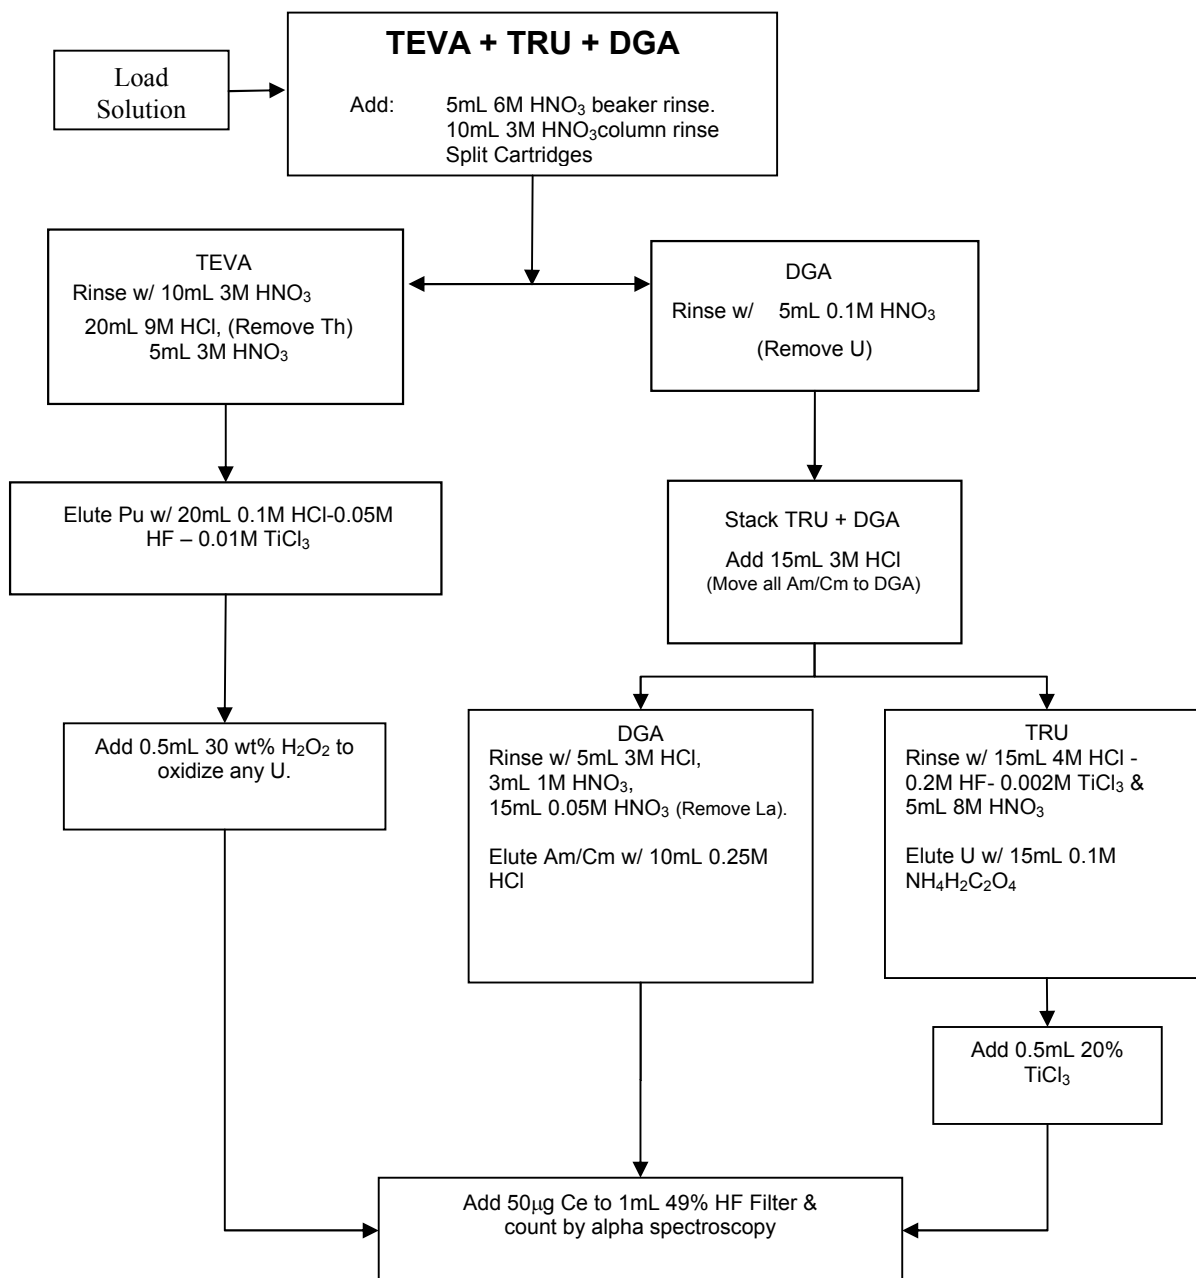 Load
Solution
TEVA + TRU + DGA
Add: 5mL 6M HNO₃ beaker rinse.
10mL 3M HNO₃column rinse
Split Cartridges
TEVA
Rinse w/ 10mL 3M HNO₃
20mL 9M HCl, (Remove Th)
5mL 3M HNO₃
DGA
Rinse w/ 5mL 0.1M HNO₃
(Remove U)
Elute Pu w/ 20mL 0.1M HCl-0.05M
HF – 0.01M TiCl₃
Stack TRU + DGA
Add 15mL 3M HCl
(Move all Am/Cm to DGA)
Add 0.5mL 30 wt% H₂O₂ to
oxidize any U.
DGA
Rinse w/ 5mL 3M HCl,
3mL 1M HNO₃,
15mL 0.05M HNO₃ (Remove La).
Elute Am/Cm w/ 10mL 0.25M
HCl
TRU
Rinse w/ 15mL 4M HCl -
0.2M HF- 0.002M TiCl₃ &
5mL 8M HNO₃
Elute U w/ 15mL 0.1M
NH₄H₂C₂O₄
Add 0.5mL 20%
TiCl₃
Add 50μg Ce to 1mL 49% HF Filter &
count by alpha spectroscopy